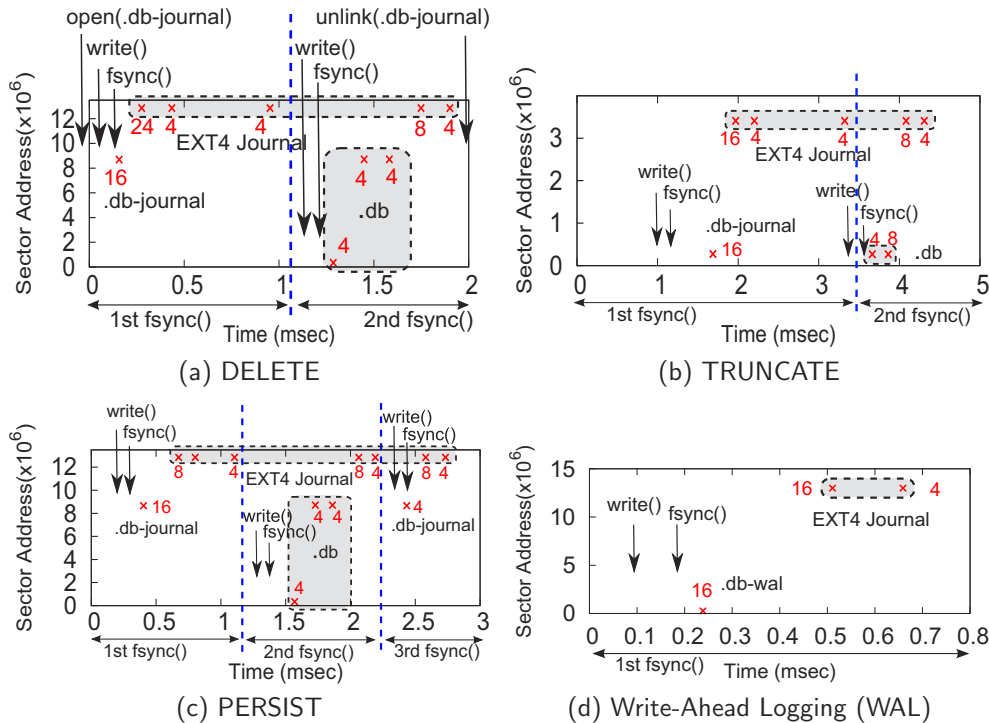 open(.db-journal)
unlink(.db-journal)
write()
fsync()
write()
fsync()
Sector Address(x10^6)
12
10
8
6
4
2
0
24 4 4 8 4
EXT4 Journal
16
.db-journal
4 4
.db
4
0 0.5 1 1.5 2
1st fsync() 2nd fsync()
Time (msec)
(a) DELETE
Sector Address(x10^6)
3
2
1
0
16 4 4 8 4
EXT4 Journal
write()
fsync()
.db-journal
16
write()
fsync()
4 8
.db
0 1 2 3 4 5
1st fsync() 2nd fsync()
Time (msec)
(b) TRUNCATE
Sector Address(x10^6)
12
10
8
6
4
2
0
write()
fsync()
write()
fsync()
8 4 8 4 8 4
EXT4 Journal
16
.db-journal
write()
fsync()
4 4
.db
4
4
.db-journal
0 0.5 1 1.5 2 2.5 3
1st fsync() 2nd fsync() 3rd fsync()
Time (msec)
(c) PERSIST
Sector Address(x10^6)
15
10
5
0
16 4
EXT4 Journal
write()
fsync()
16 .db-wal
0 0.1 0.2 0.3 0.4 0.5 0.6 0.7 0.8
1st fsync()
Time (msec)
(d) Write-Ahead Logging (WAL)